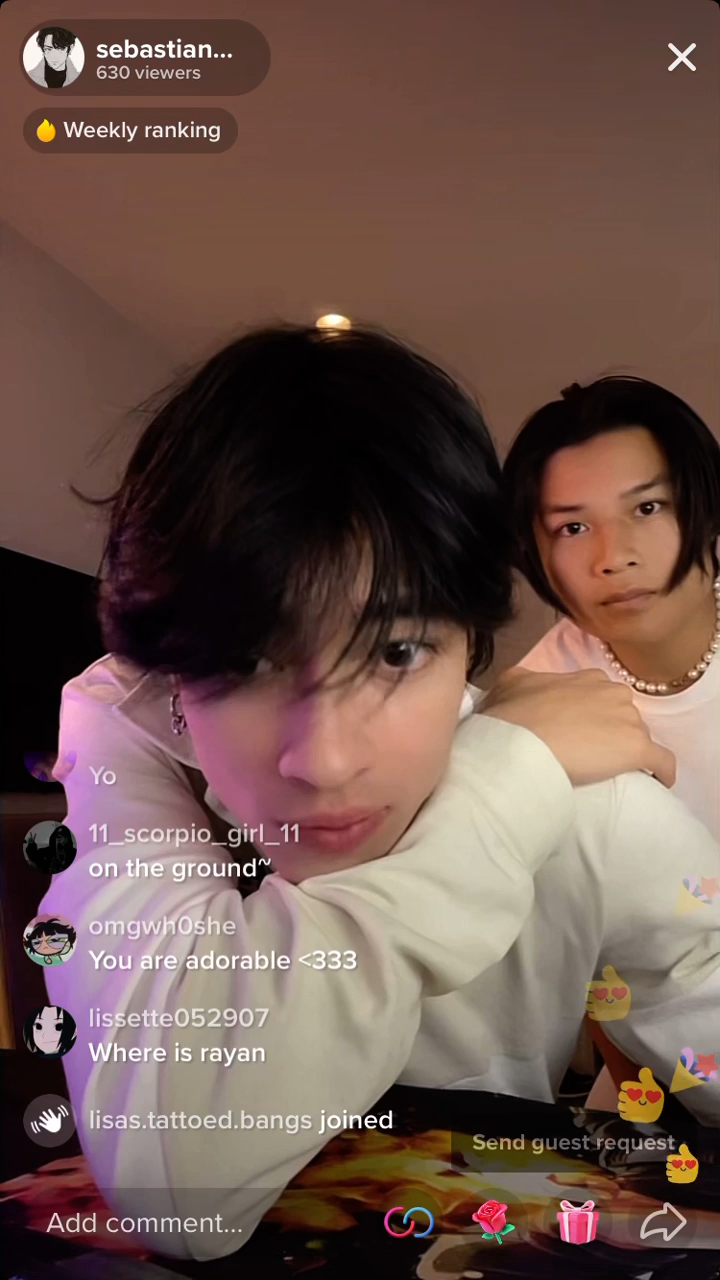 sebastian...
630 viewers
Weekly ranking
Yo
11_scorpio_girl_11
on the ground~
omgwh0she
You are adorable <333
lissette052907
Where is rayan
lisas.tattoed.bangs joined
Send guest request
Add comment...